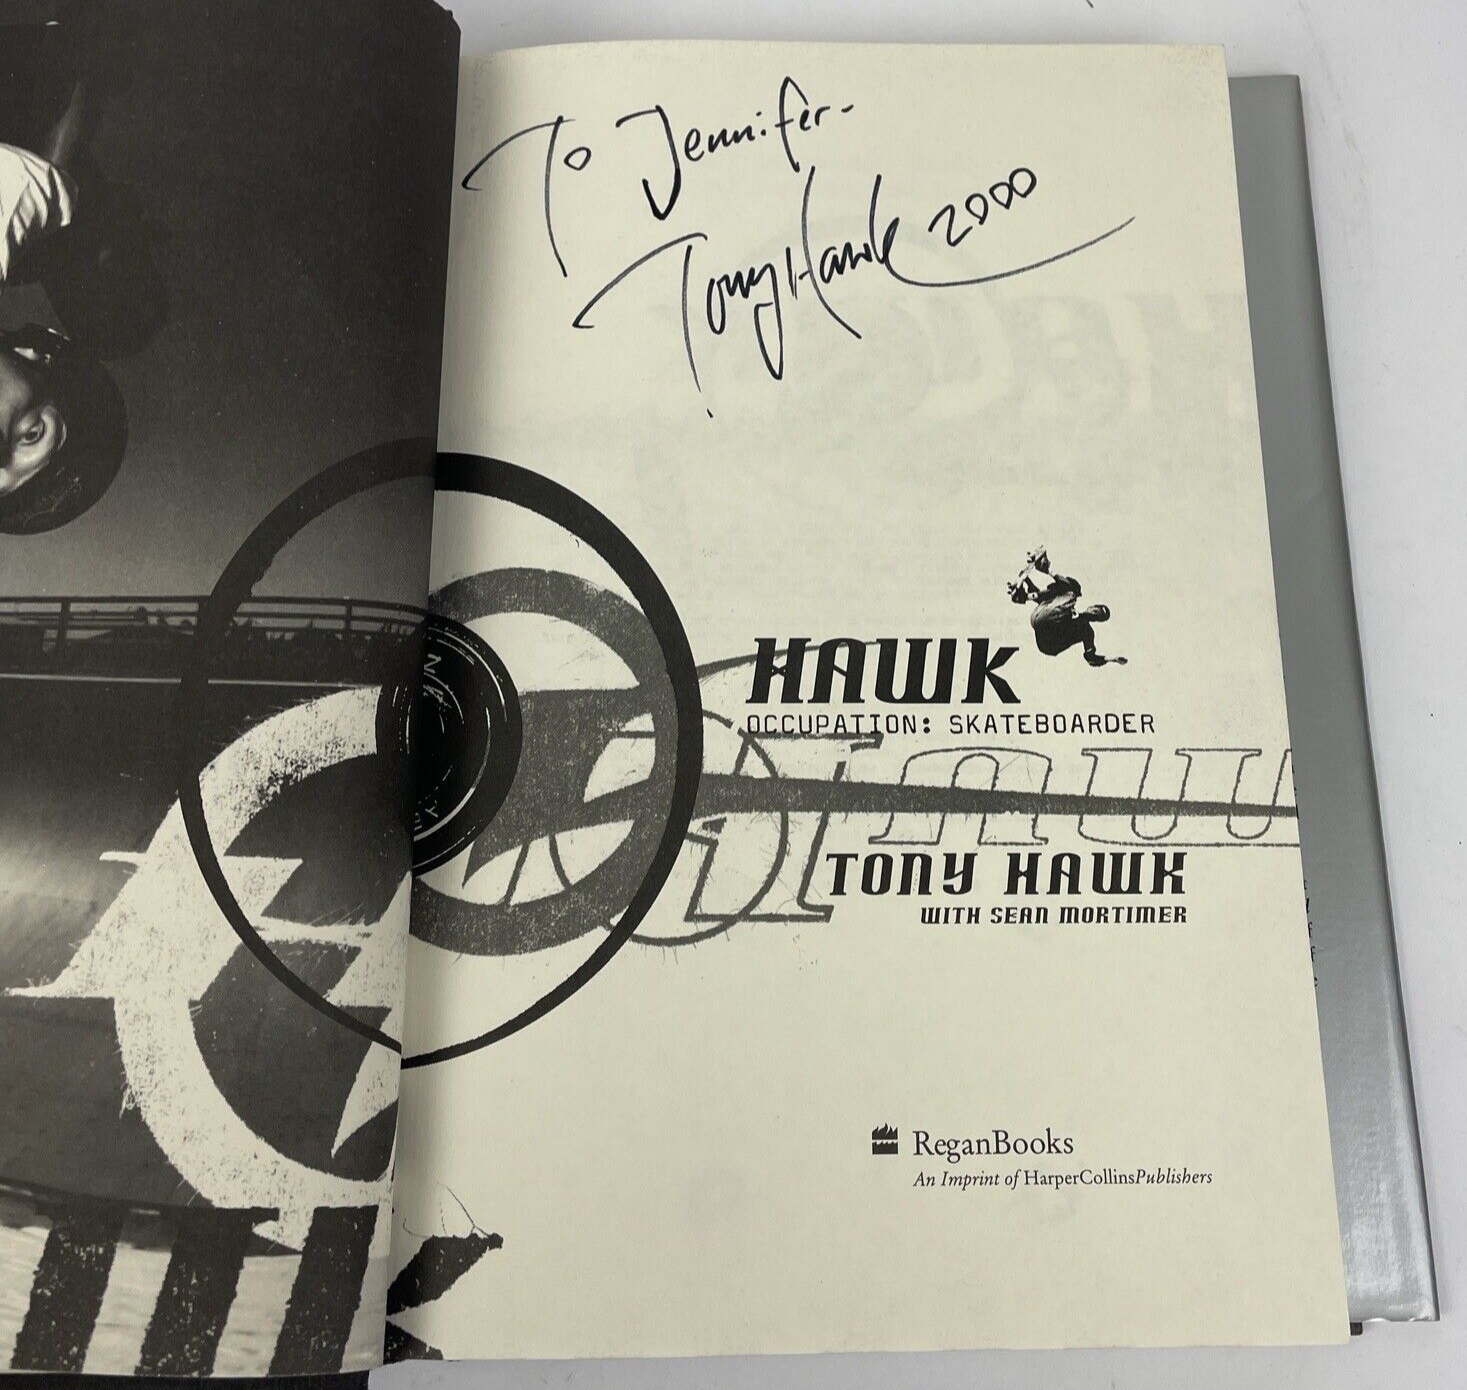 To Jennifer-
Tony Hawk 2000
HAWK
OCCUPATION: SKATEBOARDER
TONY HAWK
WITH SEAN MORTIMER
ReganBooks
An Imprint of HarperCollinsPublishers